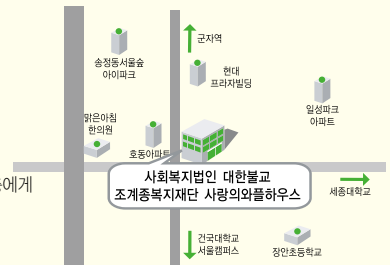 군자역
송정동서울숲
아이파크
현대
프라자빌딩
일성파크
아파트
맑은아침
한의원
호동아파트
에게
사회복지법인 대한불교
조계종복지재단 사랑의와플하우스
세종대학교
건국대학교
서울캠퍼스
장안초등학교